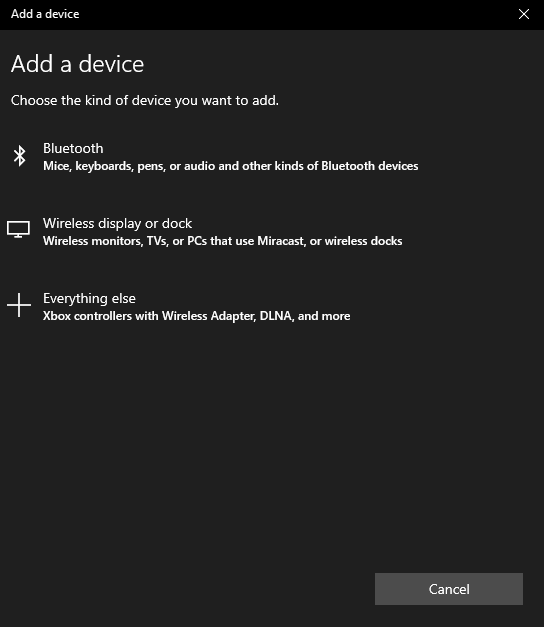 Add a device
Add a device
Choose the kind of device you want to add.
Bluetooth
Mice, keyboards, pens, or audio and other kinds of Bluetooth devices
Wireless display or dock
Wireless monitors, TVs, or PCs that use Miracast, or wireless docks
Everything else
Xbox controllers with Wireless Adapter, DLNA, and more
Cancel